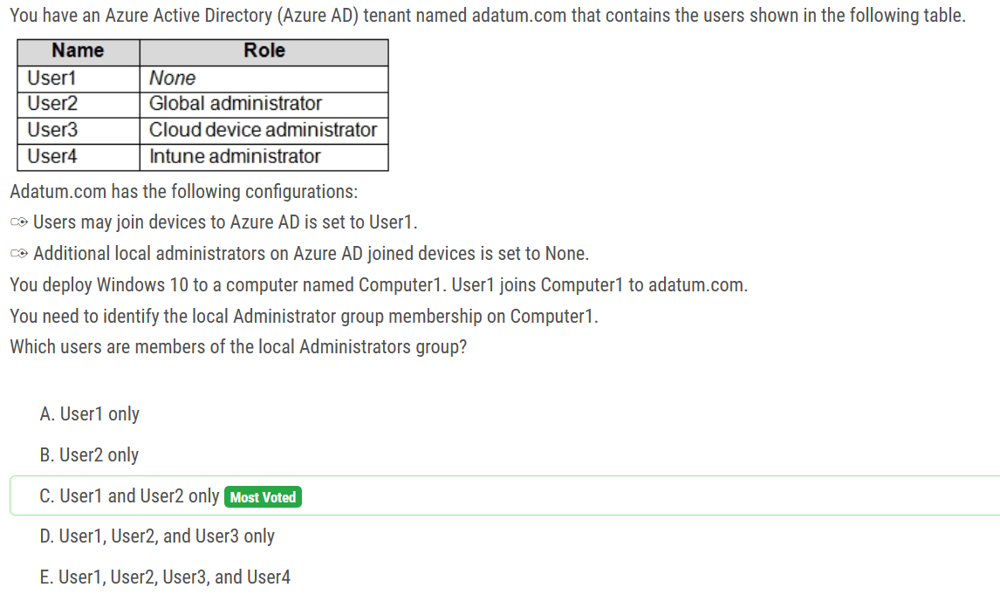 You have an Azure Active Directory (Azure AD) tenant named adatum.com that contains the users shown in the following table.
Name Role
User1 None
User2 Global administrator
User3 Cloud device administrator
User4 Intune administrator
Adatum.com has the following configurations:
Users may join devices to Azure AD is set to User1.
Additional local administrators on Azure AD joined devices is set to None.
You deploy Windows 10 to a computer named Computer1. User1 joins Computer1 to adatum.com.
You need to identify the local Administrator group membership on Computer1.
Which users are members of the local Administrators group?
A. User1 only
B. User2 only
C. User1 and User2 only Most Voted
D. User1, User2, and User3 only
E. User1, User2, User3, and User4